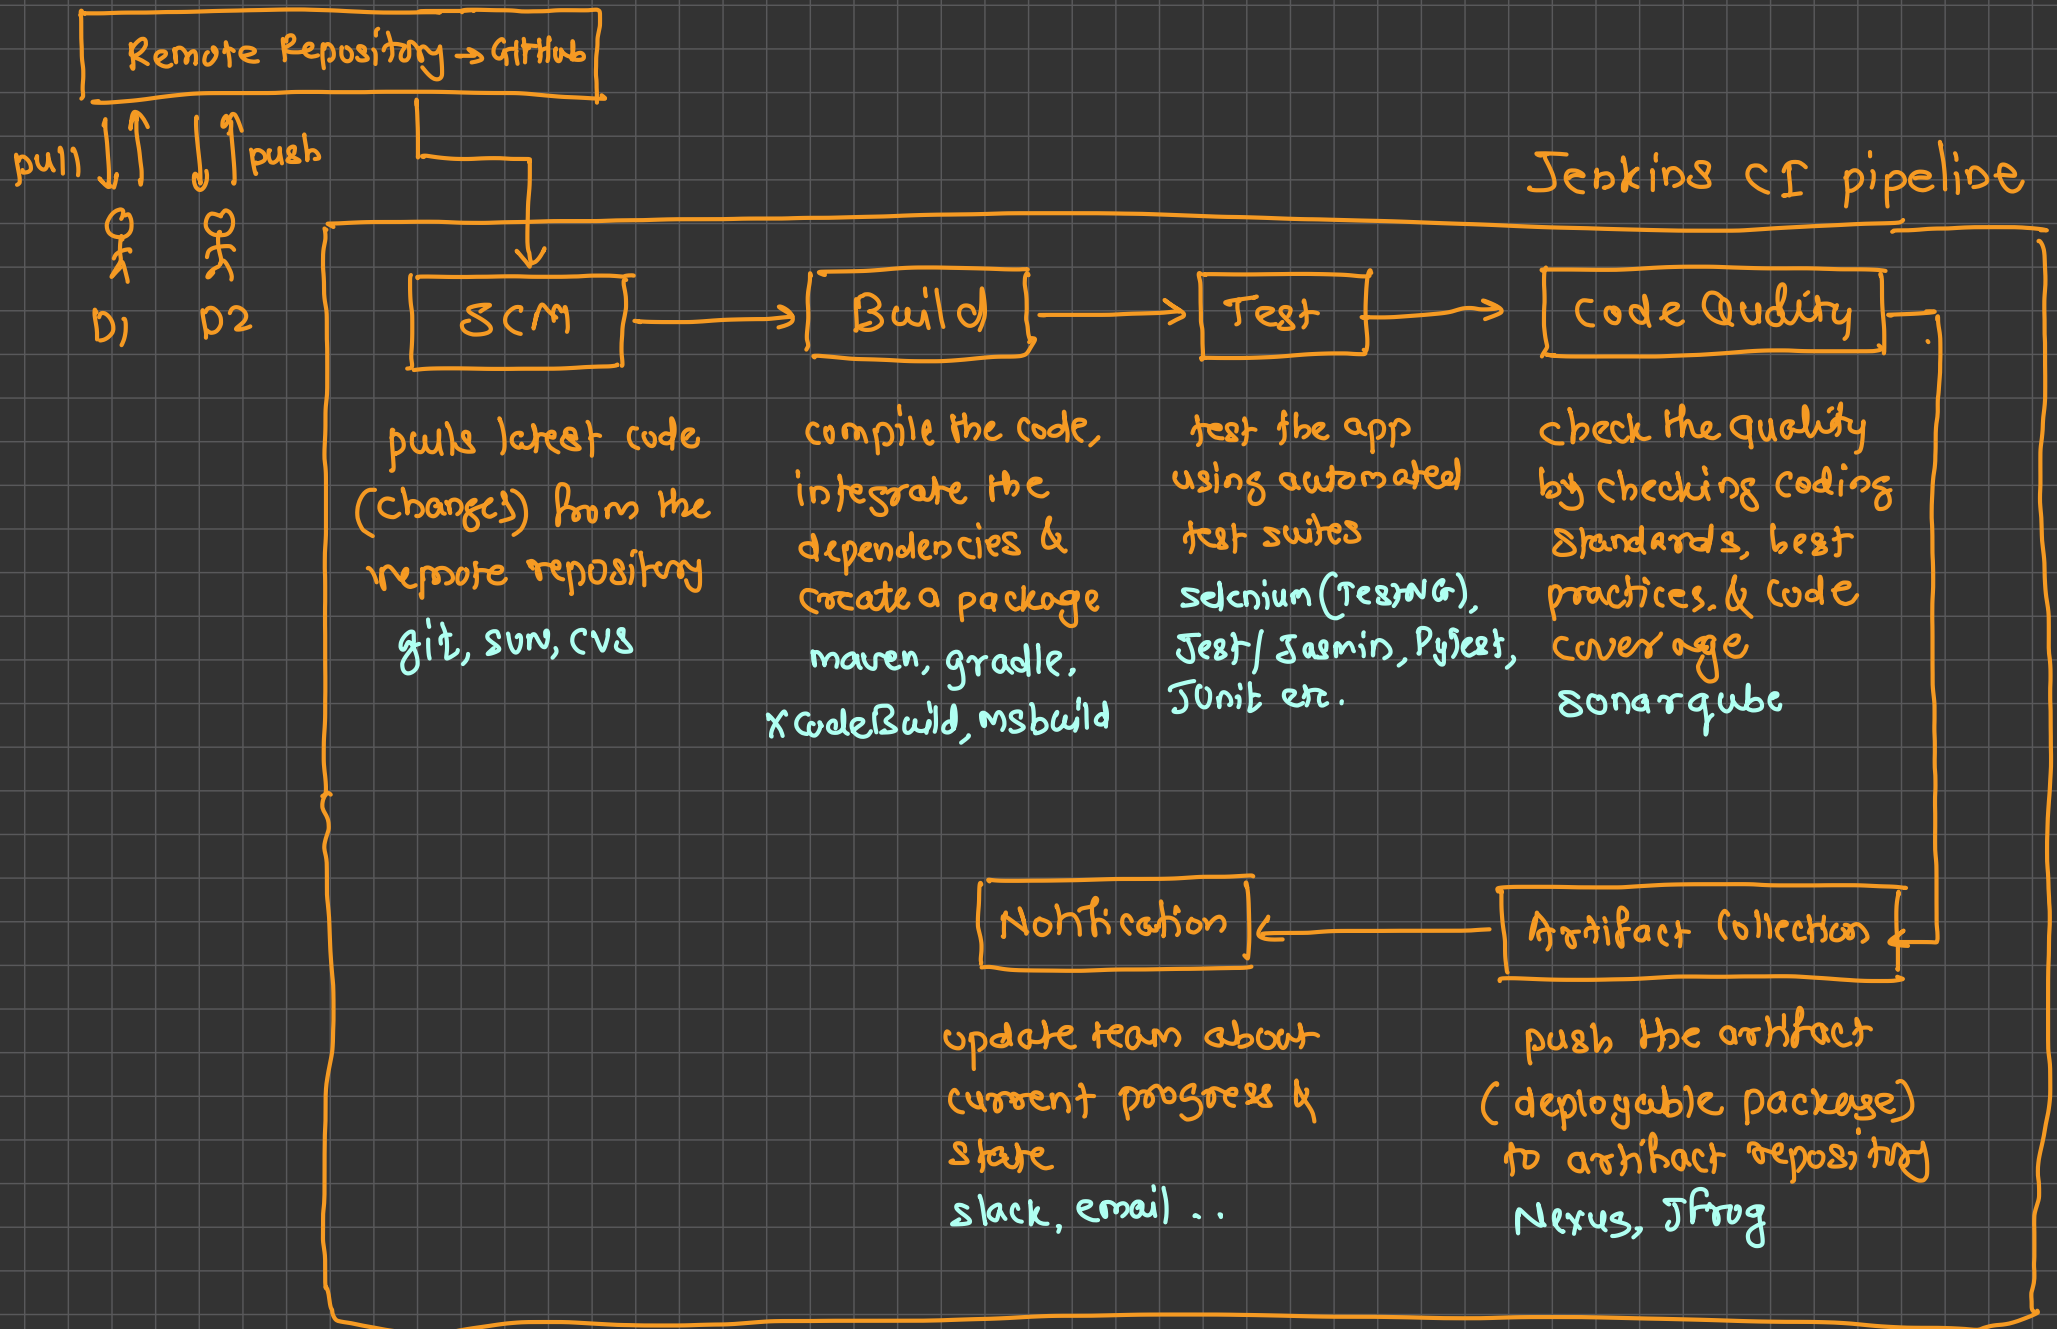 Remote Repository → GitHub
pull
push
D1
D2
Jenkins CI pipeline
SCM
Build
Test
Code Quality
pulls latest code
(changes) from the
remote repository
git, SVN, CVS
compile the code,
integrate the
dependencies &
create a package
maven, gradle,
XcodeBuild, msbuild
test the app
using automated
test suites
selenium (TestNG),
Jest/Jasmin, PyTest,
JUnit etc.
check the quality
by checking coding
standards, best
practices, & code
coverage
sonarqube
Notification
Artifact Collection
update team about
current progress &
state
slack, email ..
push the artifact
(deployable package)
to artifact repository
Nexus, Jfrog